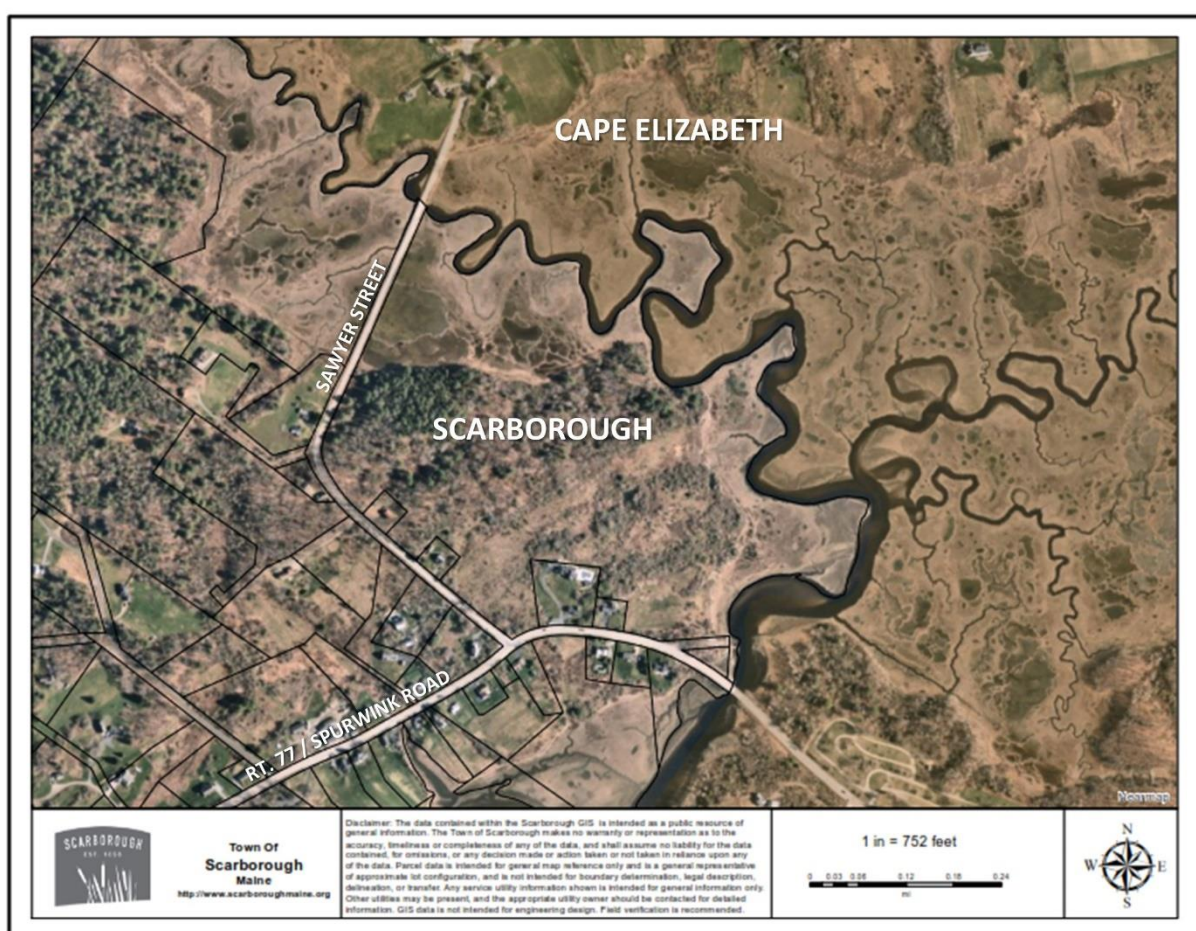 CAPE ELIZABETH
SAWYER STREET
SCARBOROUGH
RT. 77 / SPURWINK ROAD
Nearmap
SCARBOROUGH
EST. 1658
Town Of
Scarborough
Maine
http://www.scarboroughmaine.org
Disclaimer: The data contained within the Scarborough GIS is intended as a public resource of
general information. The Town of Scarborough makes no warranty or representation as to the
accuracy, timeliness or completeness of any of the data, and shall assume no liability for the data
contained, for omissions, or any decision made or action taken or not taken in reliance upon any
of the data. Parcel data is intended for general map reference only and is a general representative
of approximate lot configuration, and is not intended for boundary determination, legal description,
delineation, or transfer. Any service utility information shown is intended for general information only.
Other utilities may be present, and the appropriate utility owner should be contacted for detailed
information. GIS data is not intended for engineering design. Field verification is recommended.
1 in = 752 feet
0 0.03 0.06 0.12 0.18 0.24
mi
N
W E
S